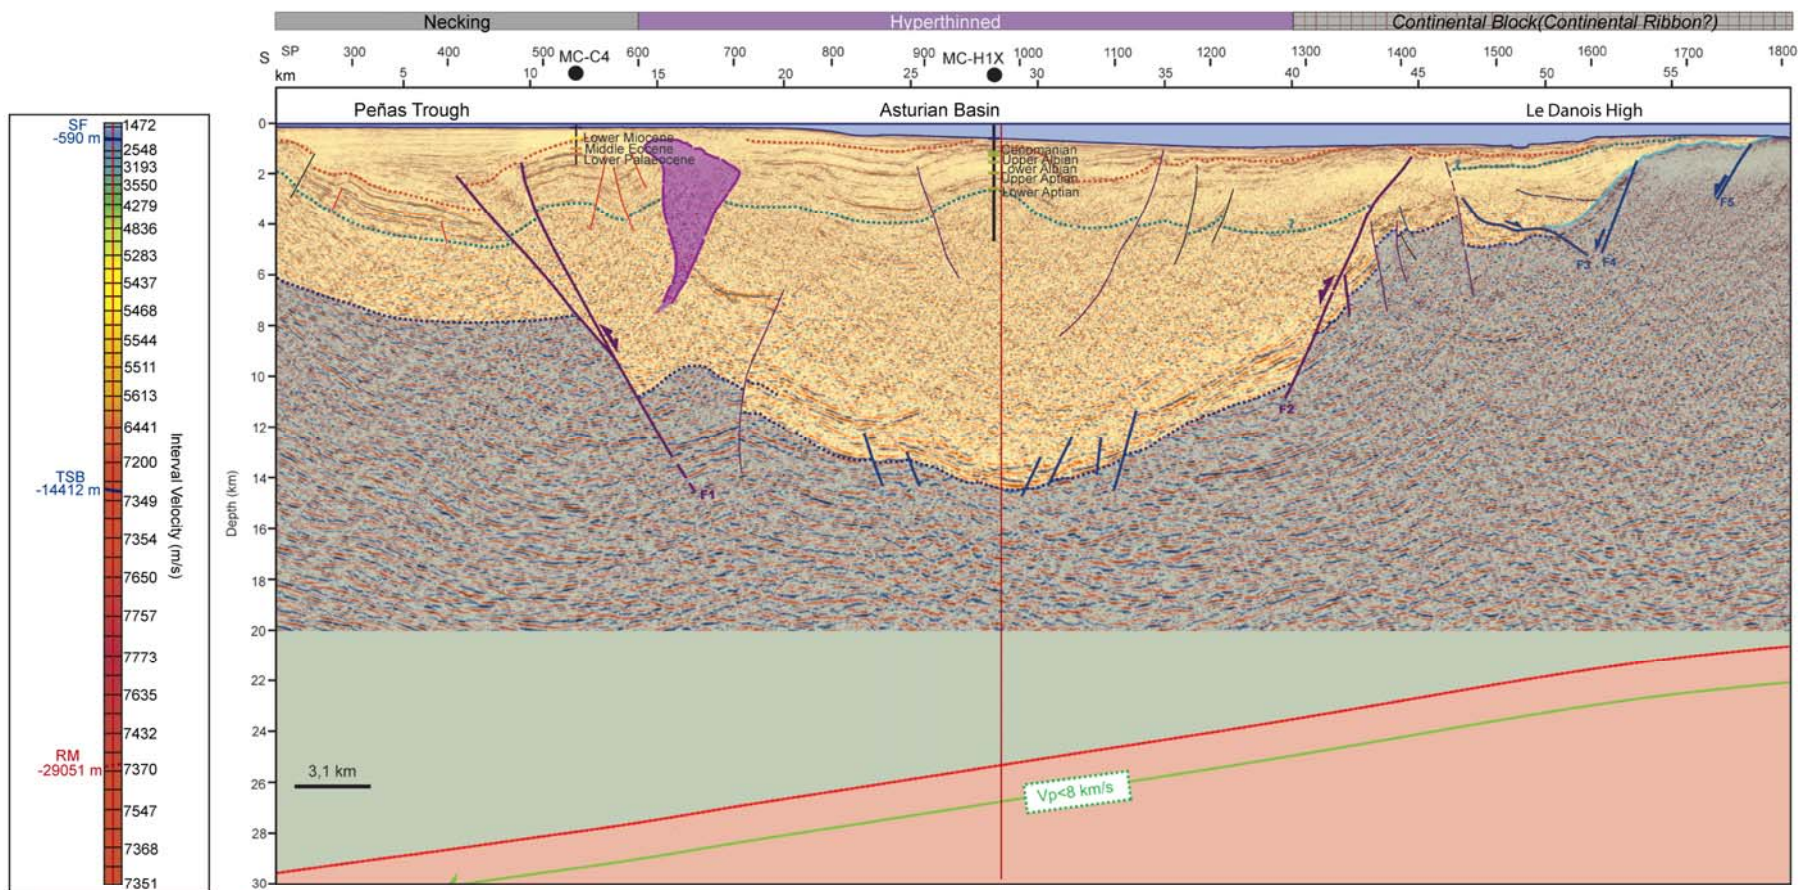 Necking Hyperthinned Continental Block(Continental Ribbon?)
S SP 300 400 500 600 700 800 900 1000 1100 1200 1300 1400 1500 1600 1700 1800
MC-C4 MC-H1X
km 5 10 15 20 25 30 35 40 45 50 55
Peñas Trough Asturian Basin Le Danois High
SF
-590 m
TSB
-14412 m
RM
-29051 m
1472
2548
3193
3550
4279
4836
5283
5437
5468
5544
5511
5613
6441
7200
7349
7354
7650
7757
7773
7635
7432
7370
7547
7368
7351
Interval Velocity (m/s)
Depth (km)
0
2
4
6
8
10
12
14
16
18
20
22
24
26
28
30
Lower Miocene
Middle Eocene
Lower Palaeocene
Cenomanian
Upper Albian
Lower Albian
Upper Aptian
Lower Aptian
?
?
F5
F3 F4
F2
F1
3,1 km
Vp<8 km/s